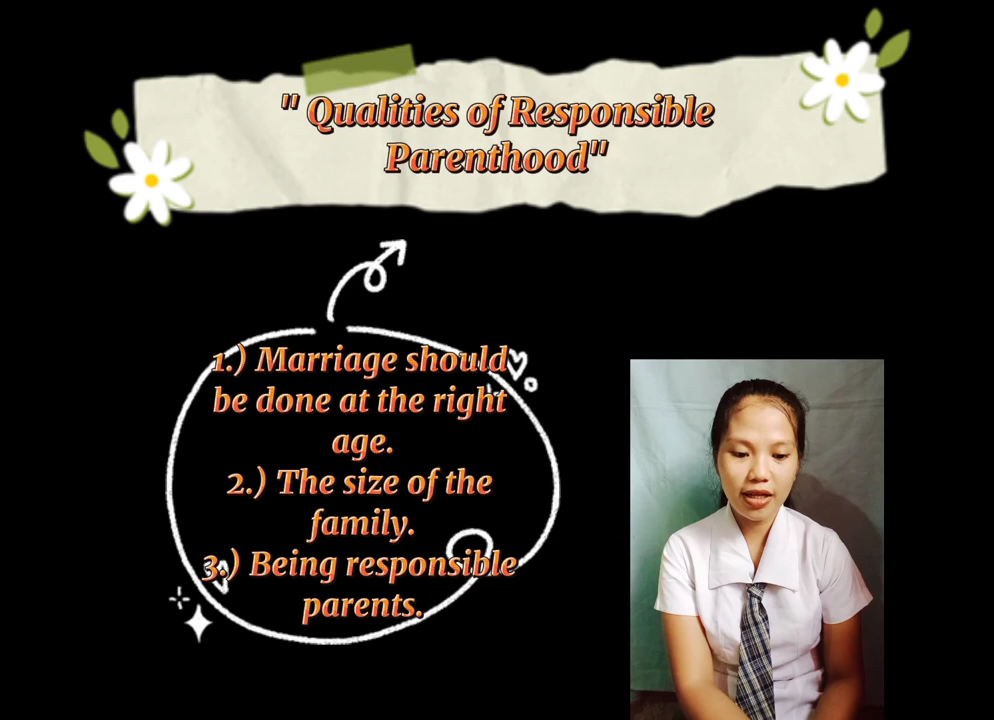 " Qualities of Responsible
Parenthood"
1.) Marriage should
be done at the right
age.
2.) The size of the
family.
3.) Being responsible
parents.